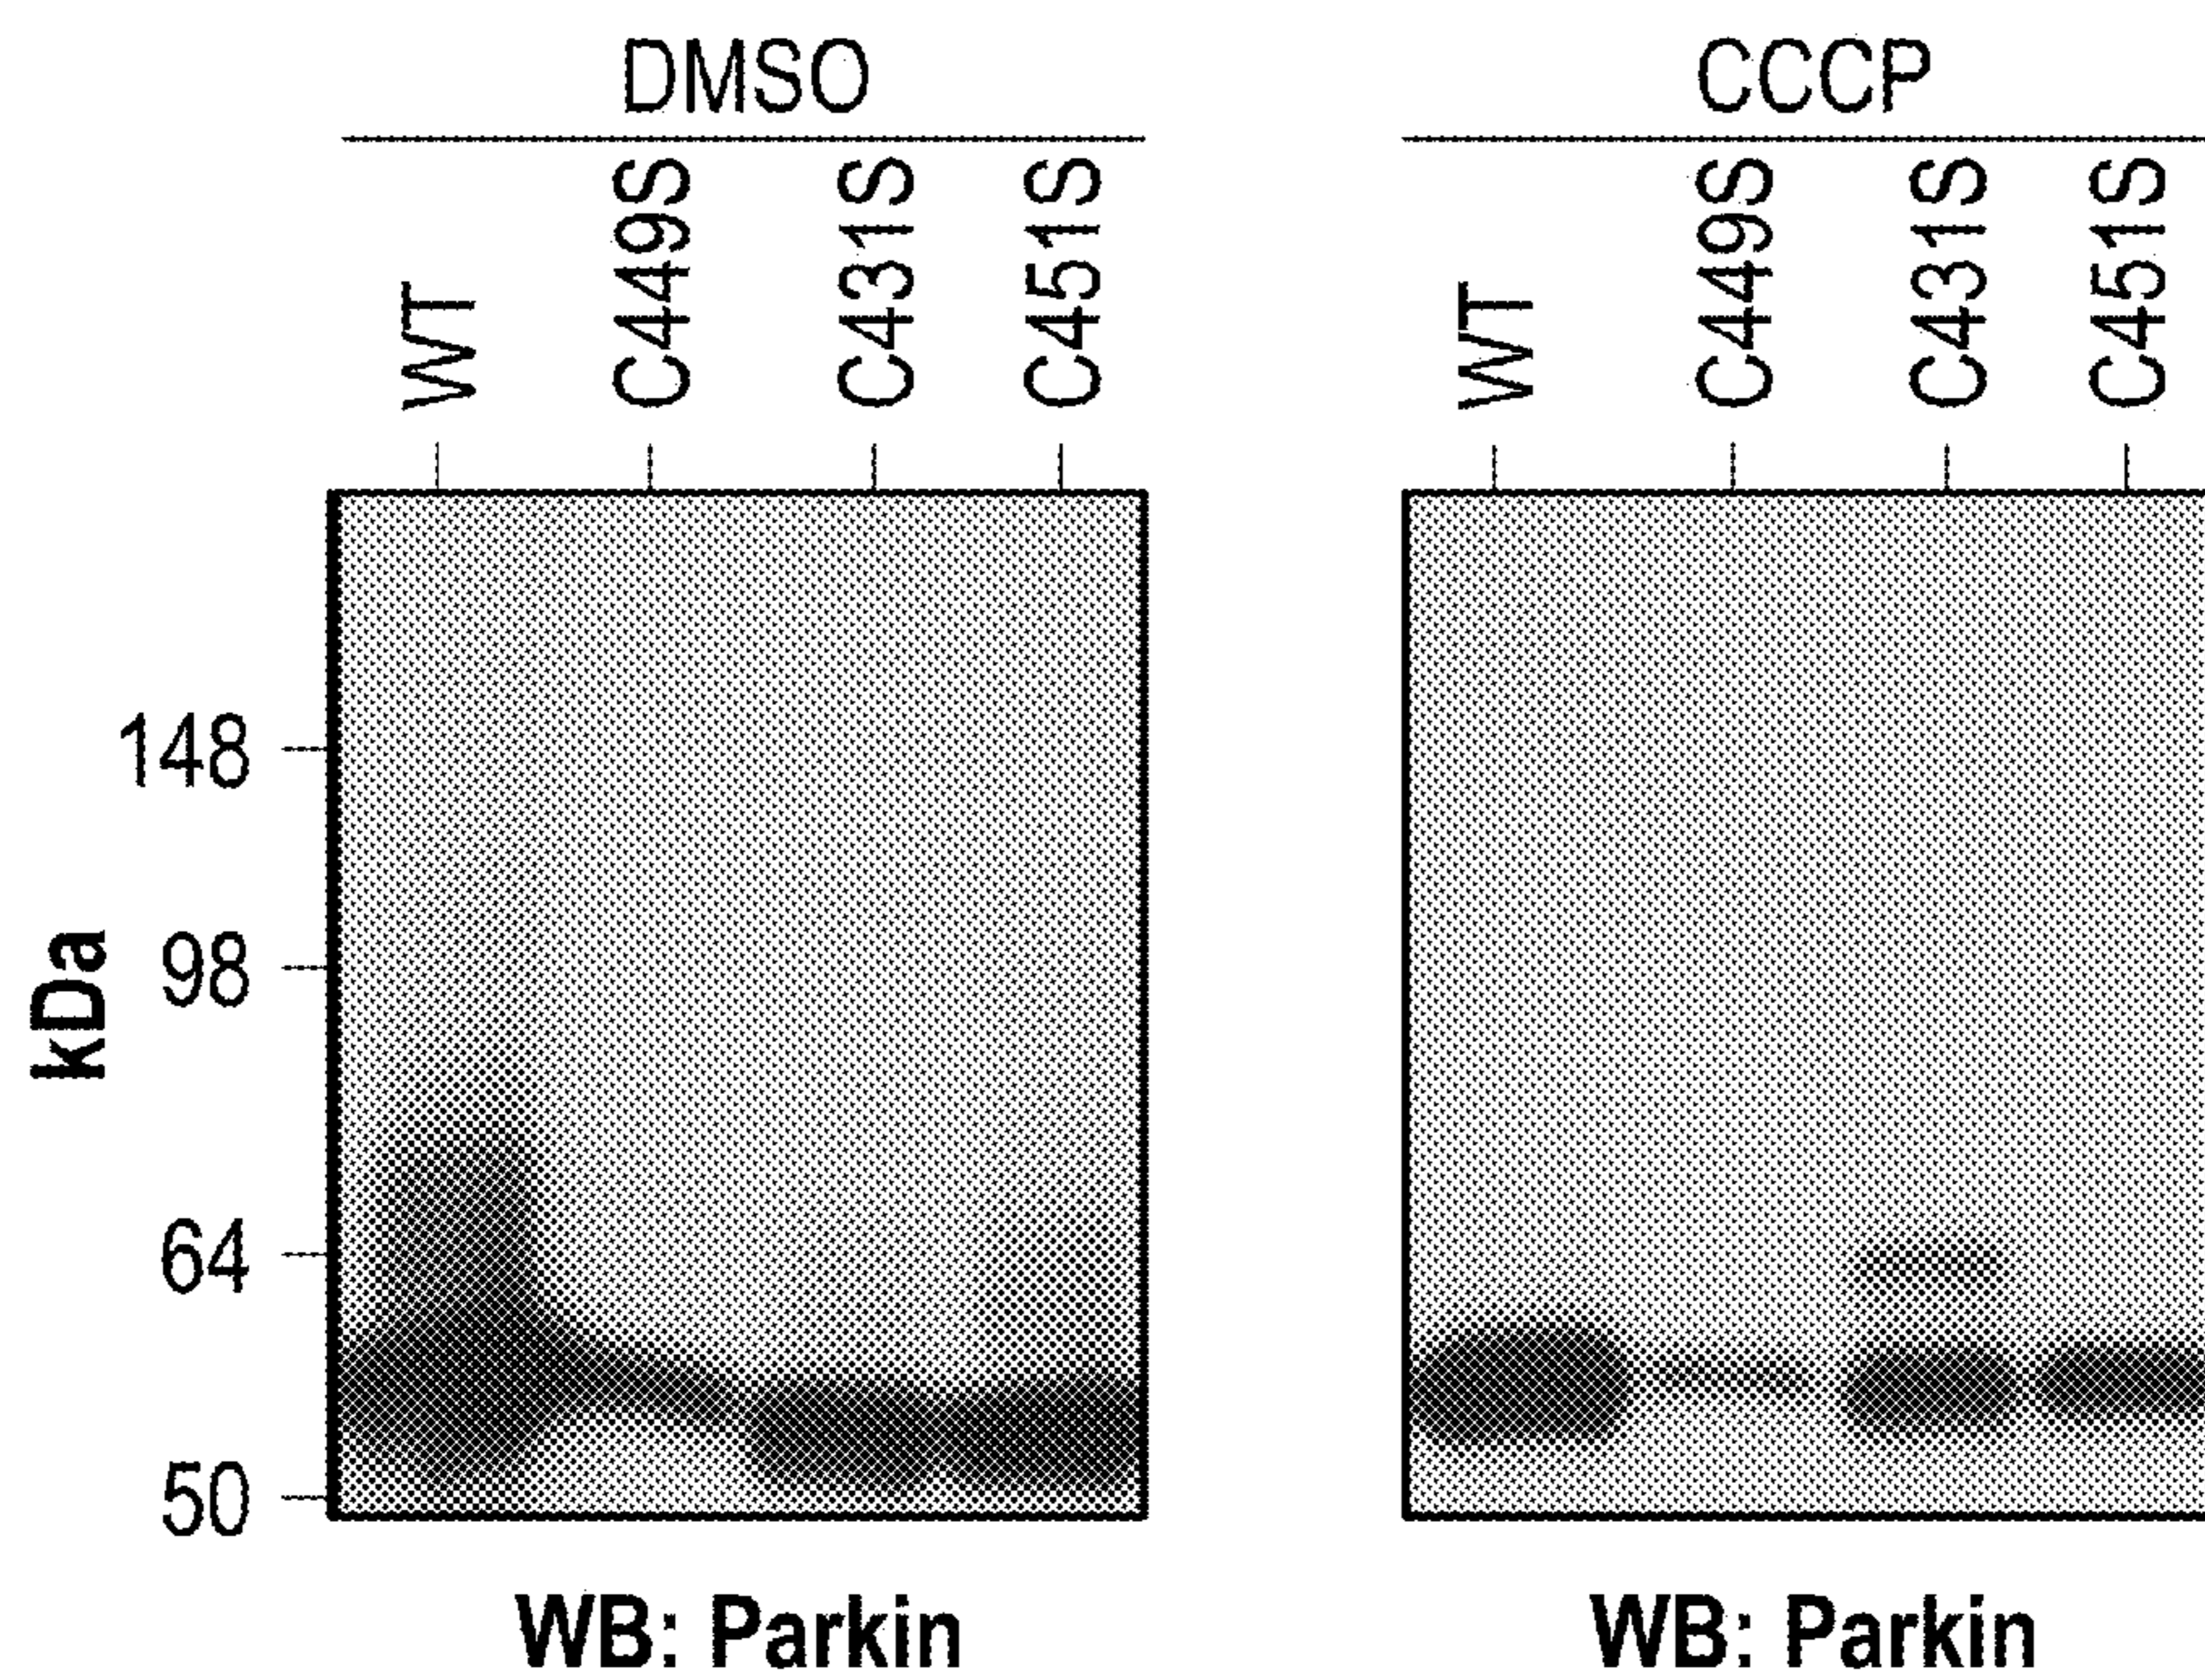 DMSO CCCP
WT C449S C431S C451S WT C449S C431S C451S
148
98
kDa
64
50
WB: Parkin WB: Parkin